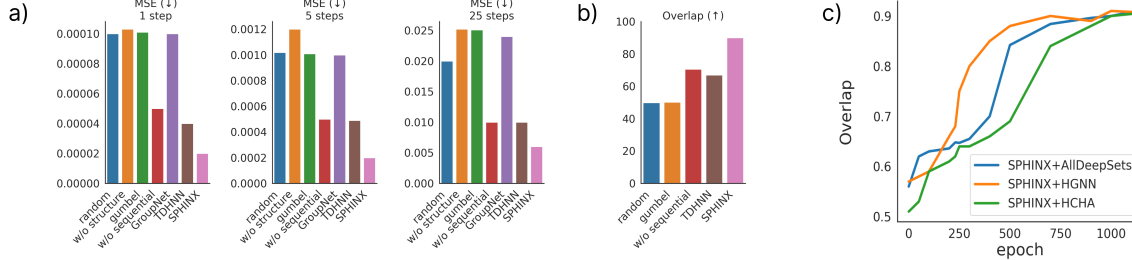 a)
MSE (↓)
1 step
0.00010
0.00008
0.00006
0.00004
0.00002
0.00000
random
w/o structure
gumbel
w/o sequential
GroupNet
TDHNN
SPHINX
MSE (↓)
5 steps
0.0012
0.0010
0.0008
0.0006
0.0004
0.0002
0.0000
random
w/o structure
gumbel
w/o sequential
GroupNet
TDHNN
SPHINX
MSE (↓)
25 steps
0.025
0.020
0.015
0.010
0.005
0.000
random
w/o structure
gumbel
w/o sequential
GroupNet
TDHNN
SPHINX
b)
Overlap (↑)
100
80
60
40
20
0
random
gumbel
w/o sequential
TDHNN
SPHINX
c)
Overlap
0.9
0.8
0.7
0.6
0.5
SPHINX+AllDeepSets
SPHINX+HGNN
SPHINX+HCHA
0 250 500 750 1000
epoch